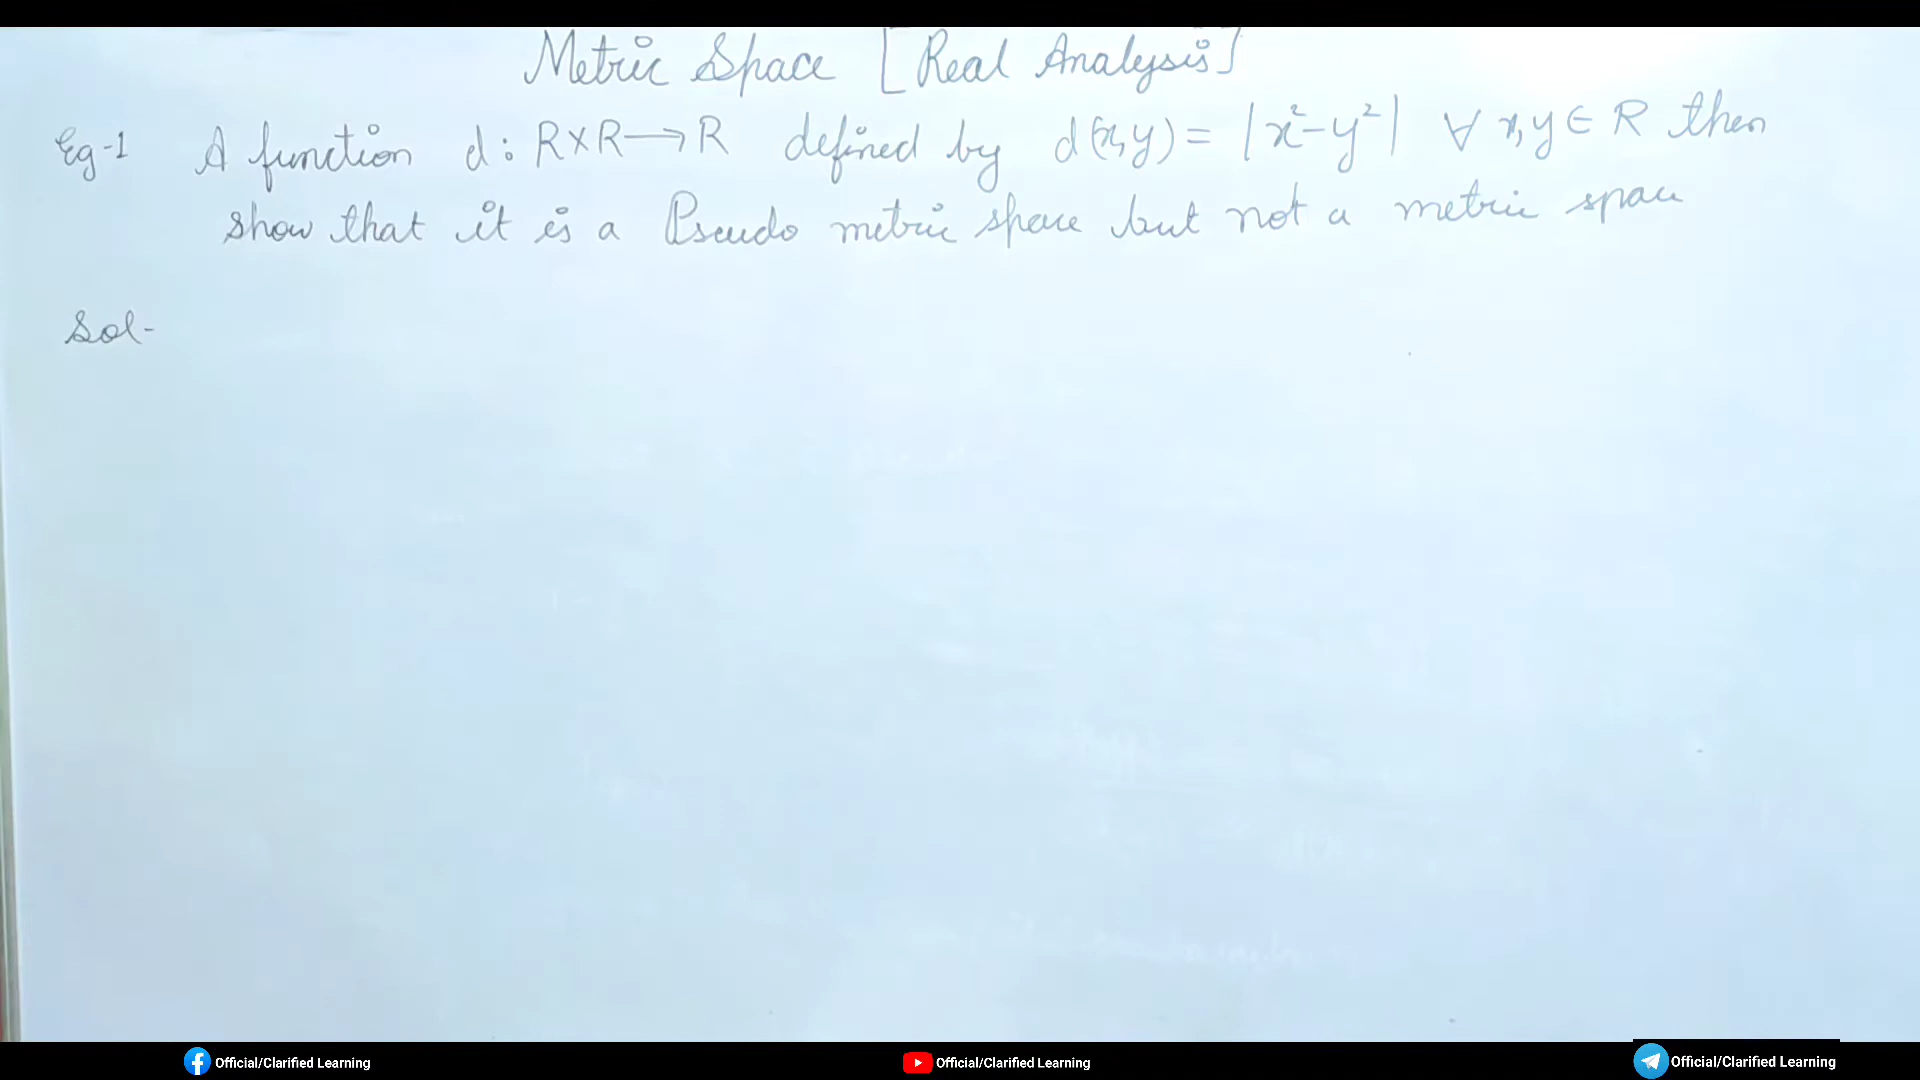 Metric Space [Real Analysis]
Eg-1 A function d: R×R→R defined by d(x,y) = |x²-y²| ∀ x,y ∈ R then
show that it is a Pseudo metric space but not a metric space
Sol-
Official/Clarified Learning
Official/Clarified Learning
Official/Clarified Learning